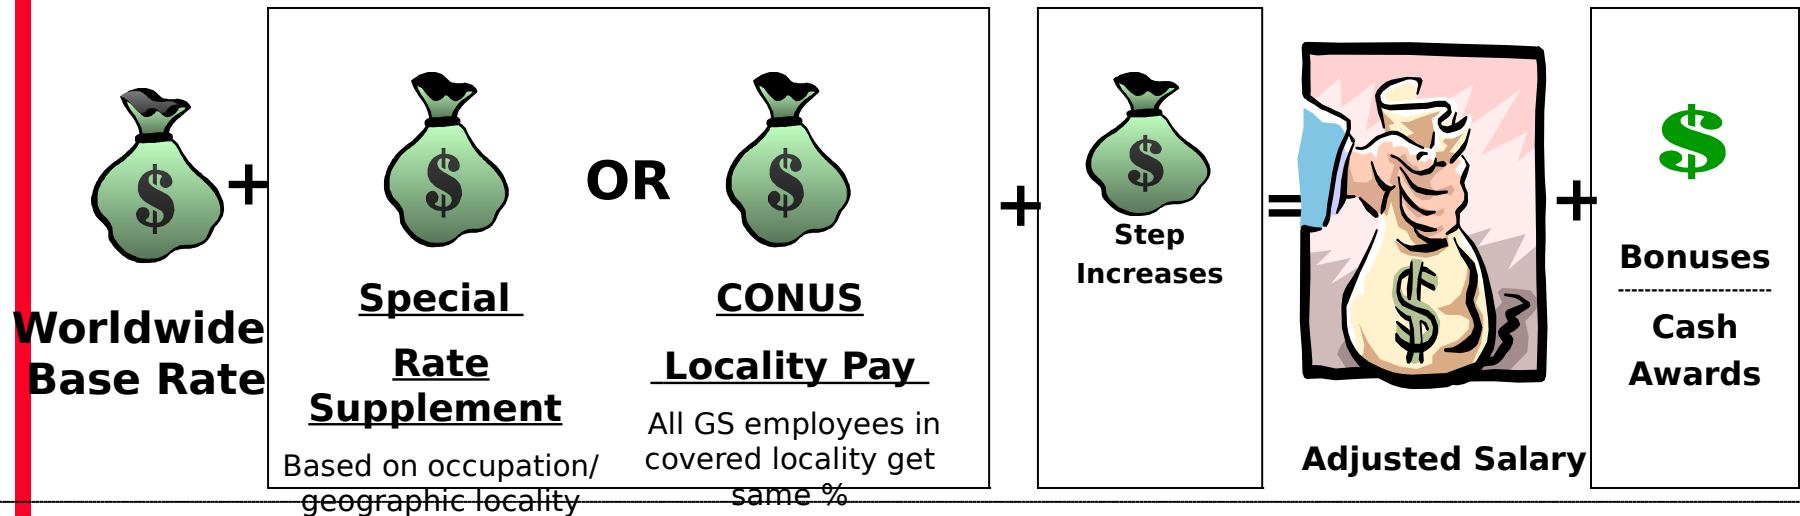 Worldwide
Base Rate
+
$
$
Special
Rate
Supplement
Based on occupation/
geographic locality
OR
$
CONUS
Locality Pay
All GS employees in
covered locality get
same %
+
$
Step
Increases
=
$
Adjusted Salary
+
$
Bonuses
-----------------------
Cash
Awards